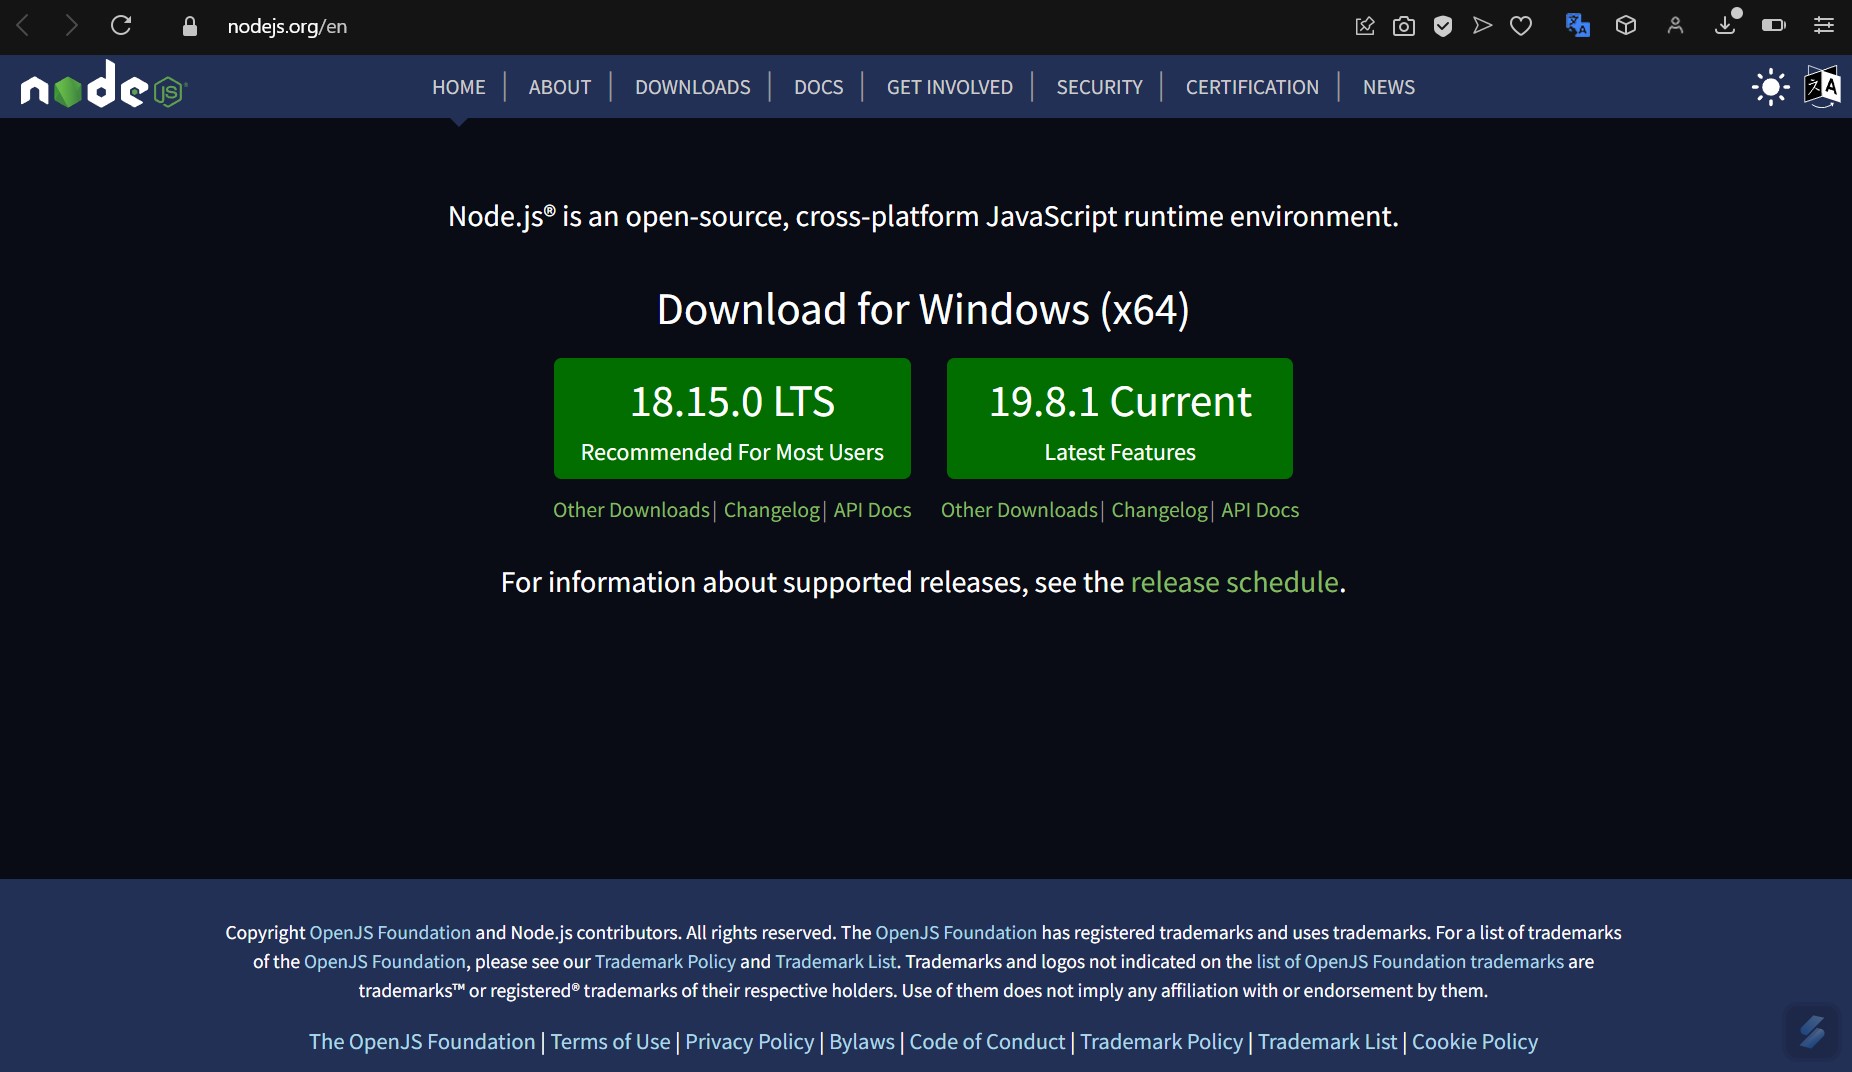 nodejs.org/en
node JS
HOME | ABOUT | DOWNLOADS | DOCS | GET INVOLVED | SECURITY | CERTIFICATION | NEWS
Node.js® is an open-source, cross-platform JavaScript runtime environment.
Download for Windows (x64)
18.15.0 LTS
Recommended For Most Users
19.8.1 Current
Latest Features
Other Downloads | Changelog | API Docs
Other Downloads | Changelog | API Docs
For information about supported releases, see the release schedule.
Copyright OpenJS Foundation and Node.js contributors. All rights reserved. The OpenJS Foundation has registered trademarks and uses trademarks. For a list of trademarks
of the OpenJS Foundation, please see our Trademark Policy and Trademark List. Trademarks and logos not indicated on the list of OpenJS Foundation trademarks are
trademarks™ or registered® trademarks of their respective holders. Use of them does not imply any affiliation with or endorsement by them.
The OpenJS Foundation | Terms of Use | Privacy Policy | Bylaws | Code of Conduct | Trademark Policy | Trademark List | Cookie Policy